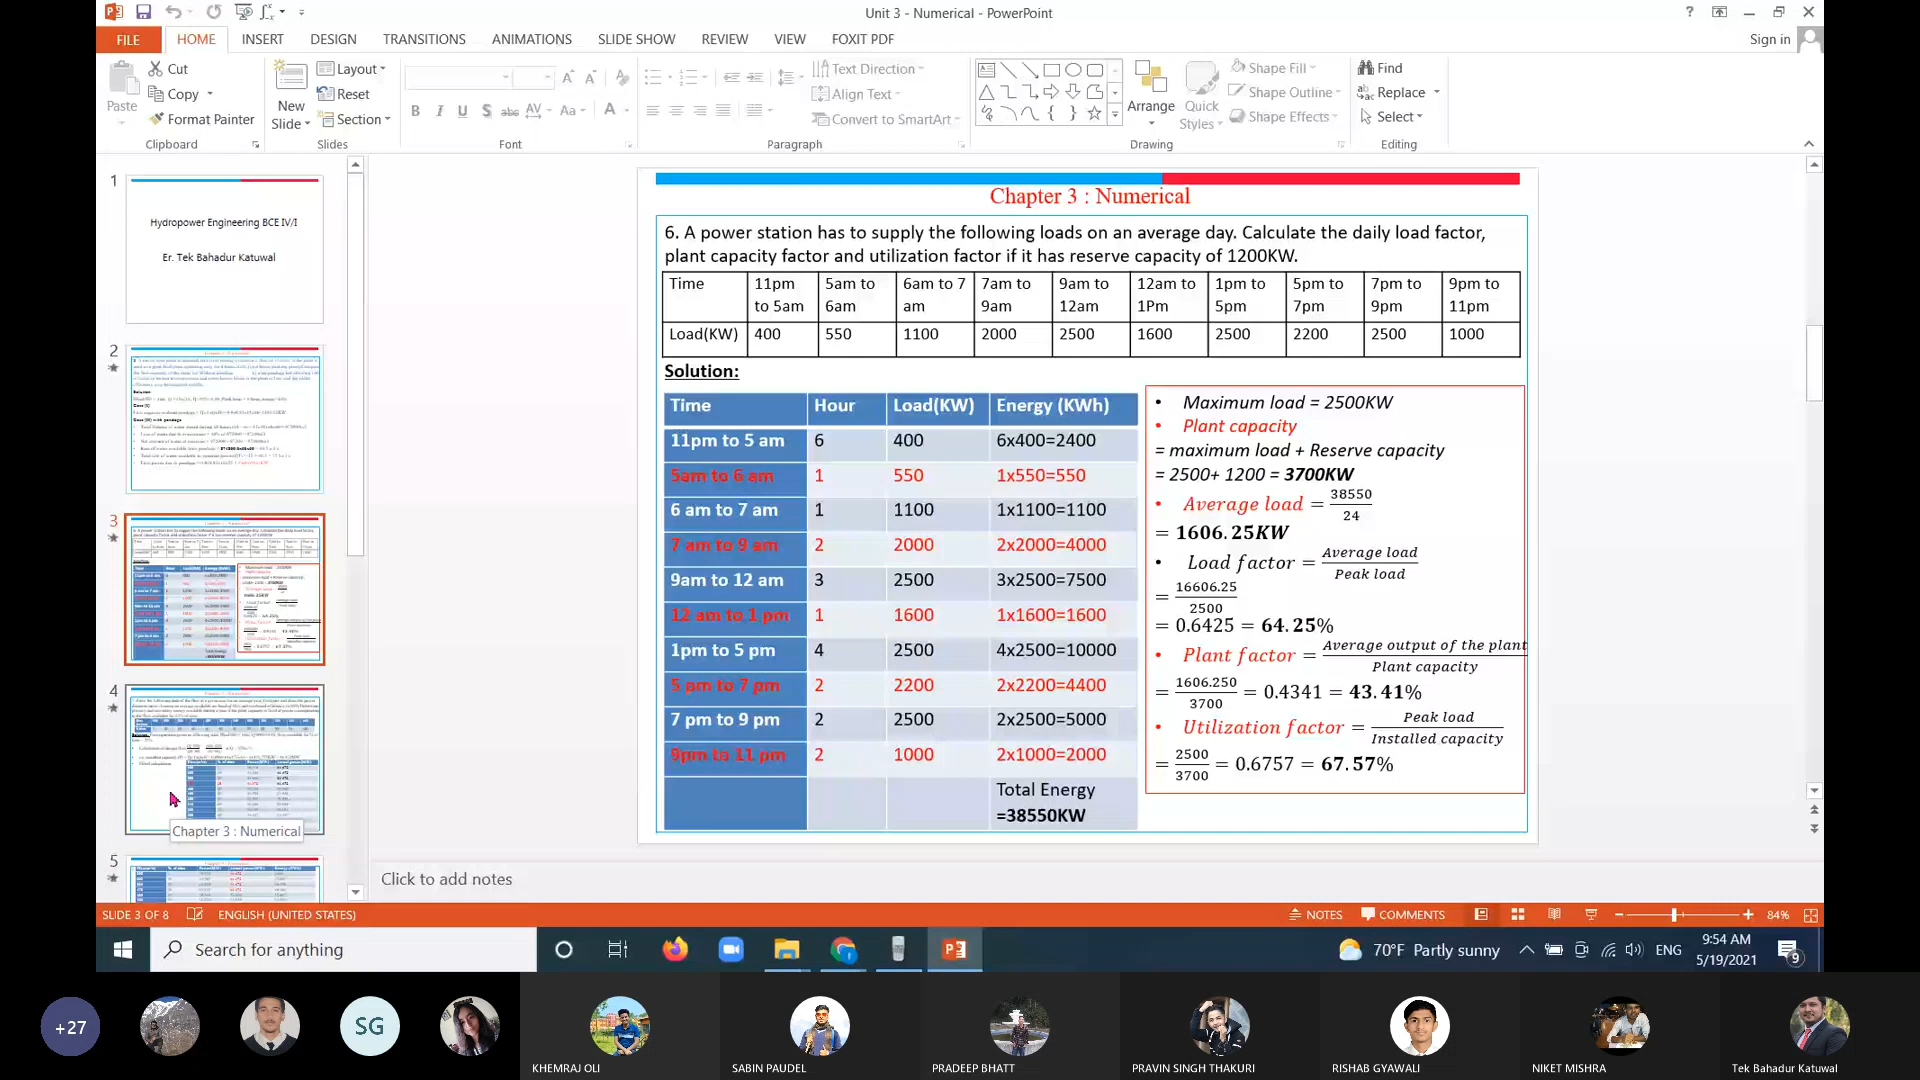 Unit 3 - Numerical - PowerPoint
?
FILE
HOME
INSERT
DESIGN
TRANSITIONS
ANIMATIONS
SLIDE SHOW
REVIEW
VIEW
FOXIT PDF
Sign in
Paste
Cut
Copy
Format Painter
Clipboard
New
Slide
Layout
Reset
Section
Slides
B I U S abc AV Aa A
Font
Text Direction
Align Text
Convert to SmartArt
Paragraph
Arrange
Quick
Styles
Shape Fill
Shape Outline
Shape Effects
Drawing
Find
Replace
Select
Editing
1
Hydropower Engineering BCE IV/I
Er. Tek Bahadur Katuwal
2
3
4
Chapter 3 : Numerical
5
Chapter 3 : Numerical
6. A power station has to supply the following loads on an average day. Calculate the daily load factor,
plant capacity factor and utilization factor if it has reserve capacity of 1200KW.
Time 11pm 5am to 6am to 7 7am to 9am to 12am to 1pm to 5pm to 7pm to 9pm to
to 5am 6am am 9am 12am 1Pm 5pm 7pm 9pm 11pm
Load(KW) 400 550 1100 2000 2500 1600 2500 2200 2500 1000
Solution:
Time Hour Load(KW) Energy (KWh)
11pm to 5 am 6 400 6x400=2400
5am to 6 am 1 550 1x550=550
6 am to 7 am 1 1100 1x1100=1100
7 am to 9 am 2 2000 2x2000=4000
9am to 12 am 3 2500 3x2500=7500
12 am to 1 pm 1 1600 1x1600=1600
1pm to 5 pm 4 2500 4x2500=10000
5 pm to 7 pm 2 2200 2x2200=4400
7 pm to 9 pm 2 2500 2x2500=5000
9pm to 11 pm 2 1000 2x1000=2000
Total Energy
=38550KW
• Maximum load = 2500KW
• Plant capacity
= maximum load + Reserve capacity
= 2500+ 1200 = 3700KW
• Average load = 38550/24
= 1606.25KW
• Load factor = Average load/Peak load
= 16606.25/2500
= 0.6425 = 64.25%
• Plant factor = Average output of the plant/Plant capacity
= 1606.250/3700 = 0.4341 = 43.41%
• Utilization factor = Peak load/Installed capacity
= 2500/3700 = 0.6757 = 67.57%
Click to add notes
SLIDE 3 OF 8
ENGLISH (UNITED STATES)
NOTES
COMMENTS
84%
Search for anything
70°F Partly sunny
ENG
9:54 AM
5/19/2021
9
+27
SG
KHEMRAJ OLI
SABIN PAUDEL
PRADEEP BHATT
PRAVIN SINGH THAKURI
RISHAB GYAWALI
NIKET MISHRA
Tek Bahadur Katuwal